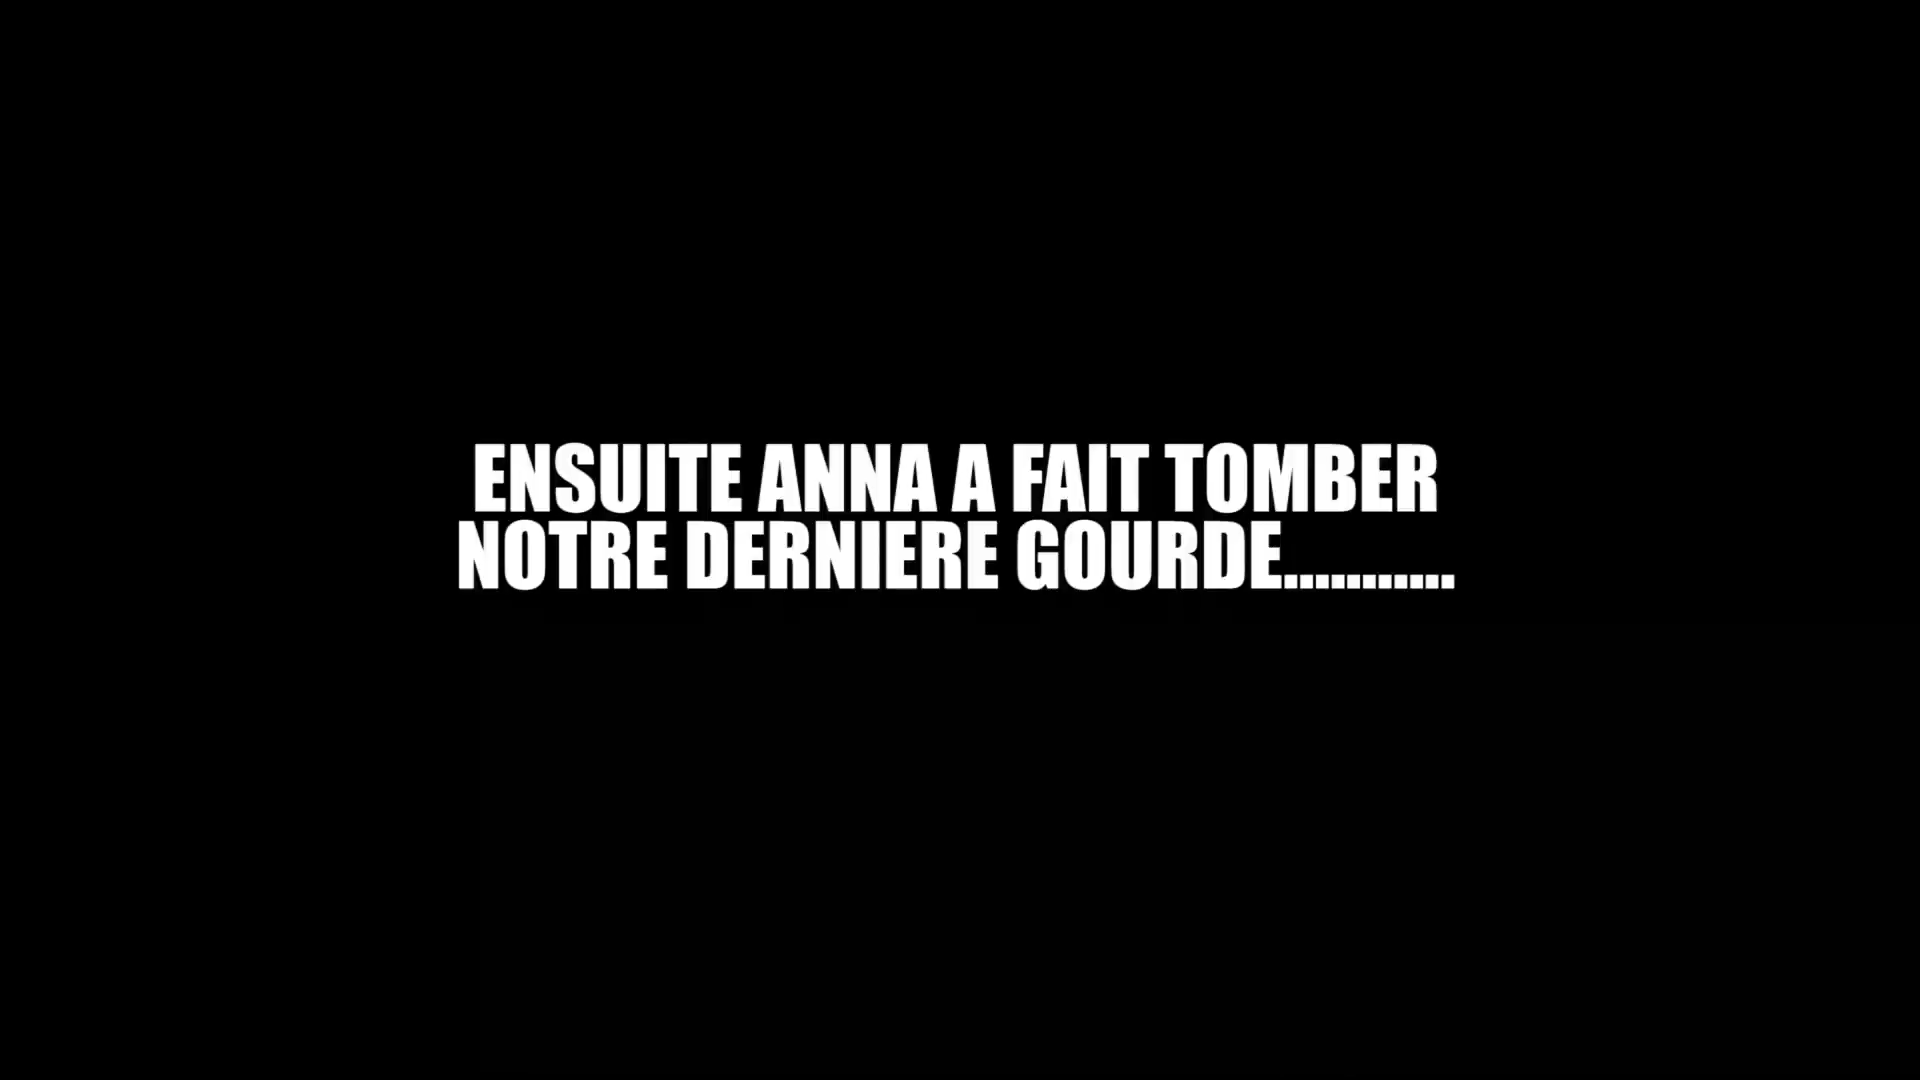 ENSUITE ANNA A FAIT TOMBER
NOTRE DERNIERE GOURDE...........